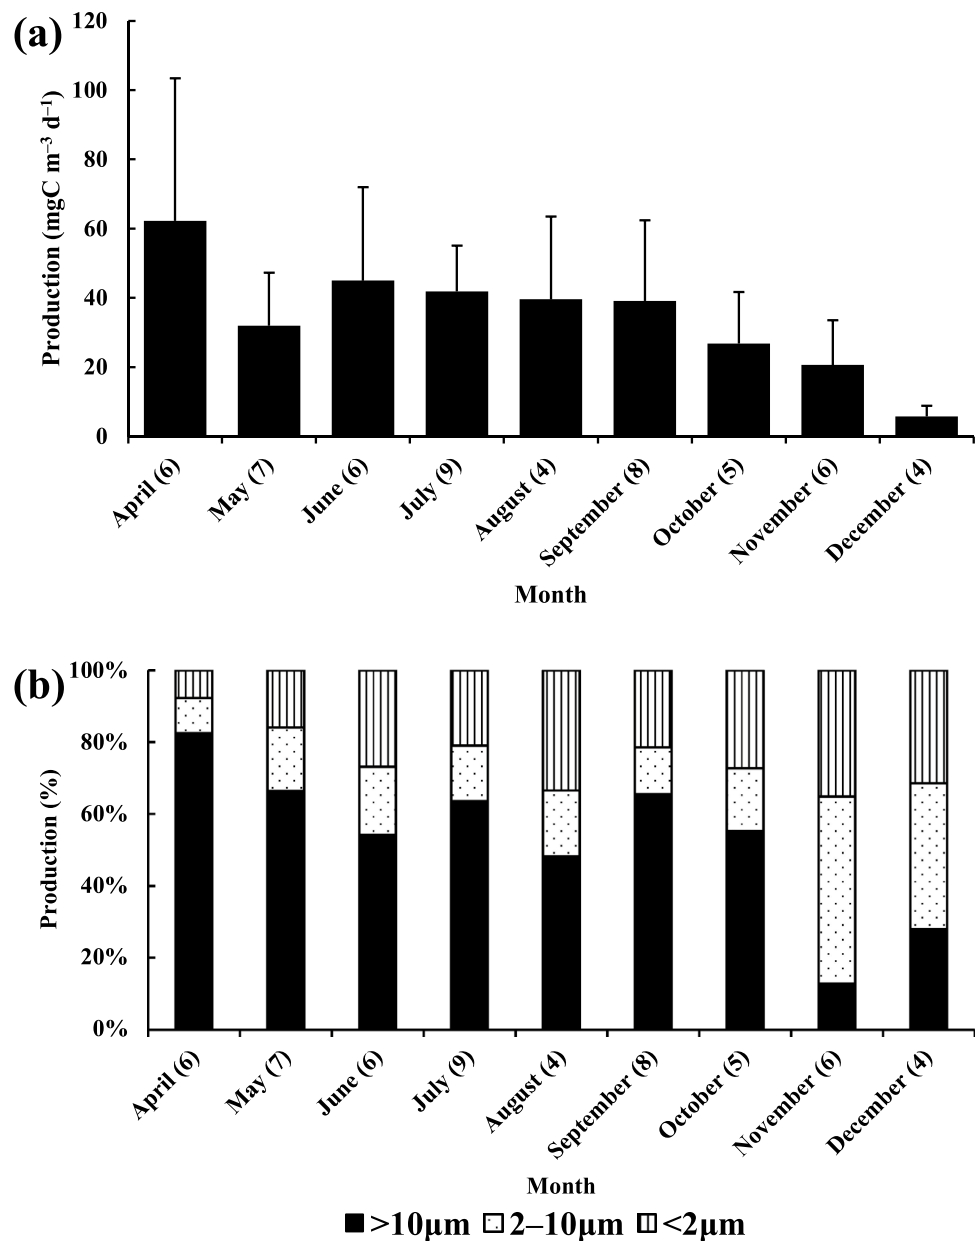 (a)
Production (mgC m⁻³ d⁻¹)
120
100
80
60
40
20
0
April (6)
May (7)
June (6)
July (9)
August (4)
September (8)
October (5)
November (6)
December (4)
Month
(b)
Production (%)
100%
80%
60%
40%
20%
0%
April (6)
May (7)
June (6)
July (9)
August (4)
September (8)
October (5)
November (6)
December (4)
Month
>10μm 2–10μm <2μm